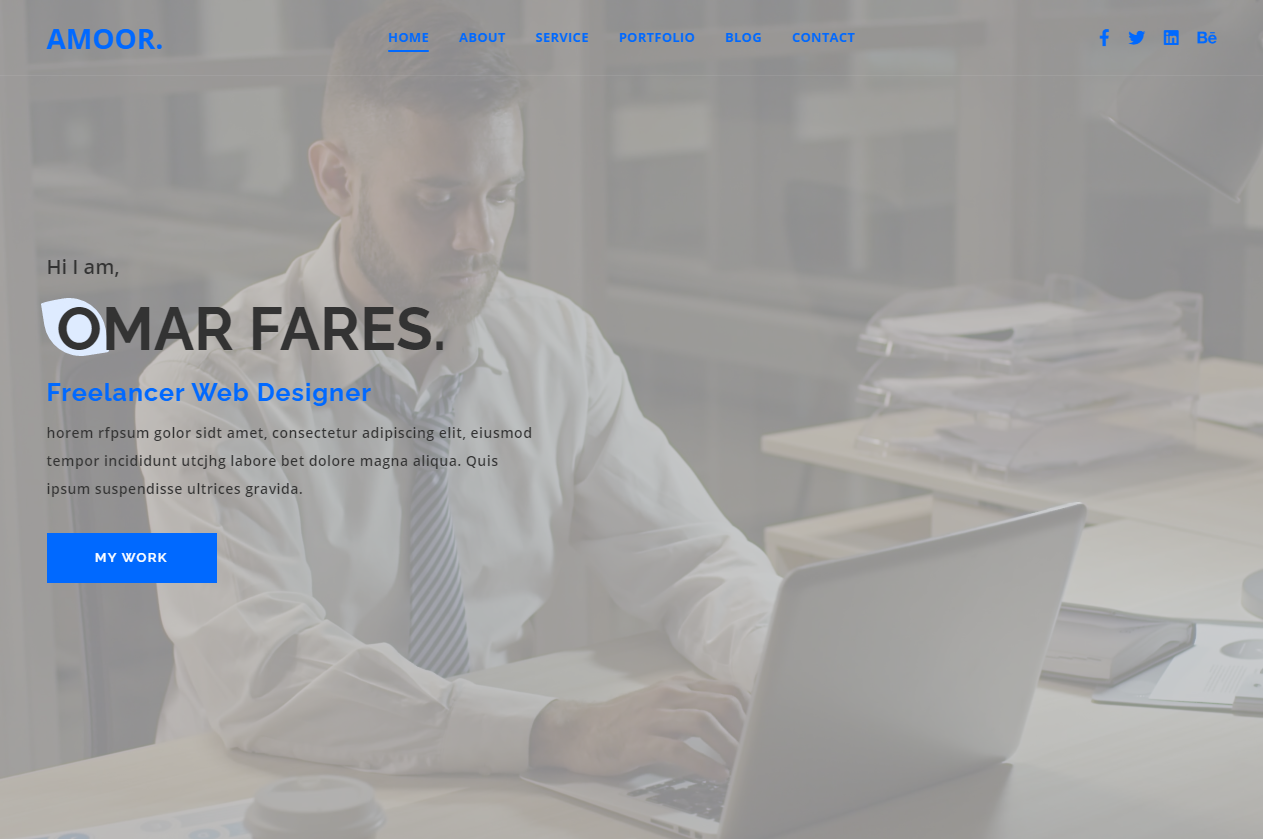 AMOOR.
HOME ABOUT SERVICE PORTFOLIO BLOG CONTACT
Bē
Hi I am,
OMAR FARES.
Freelancer Web Designer
horem rfpsum golor sidt amet, consectetur adipiscing elit, eiusmod
tempor incididunt utcjhg labore bet dolore magna aliqua. Quis
ipsum suspendisse ultrices gravida.
MY WORK